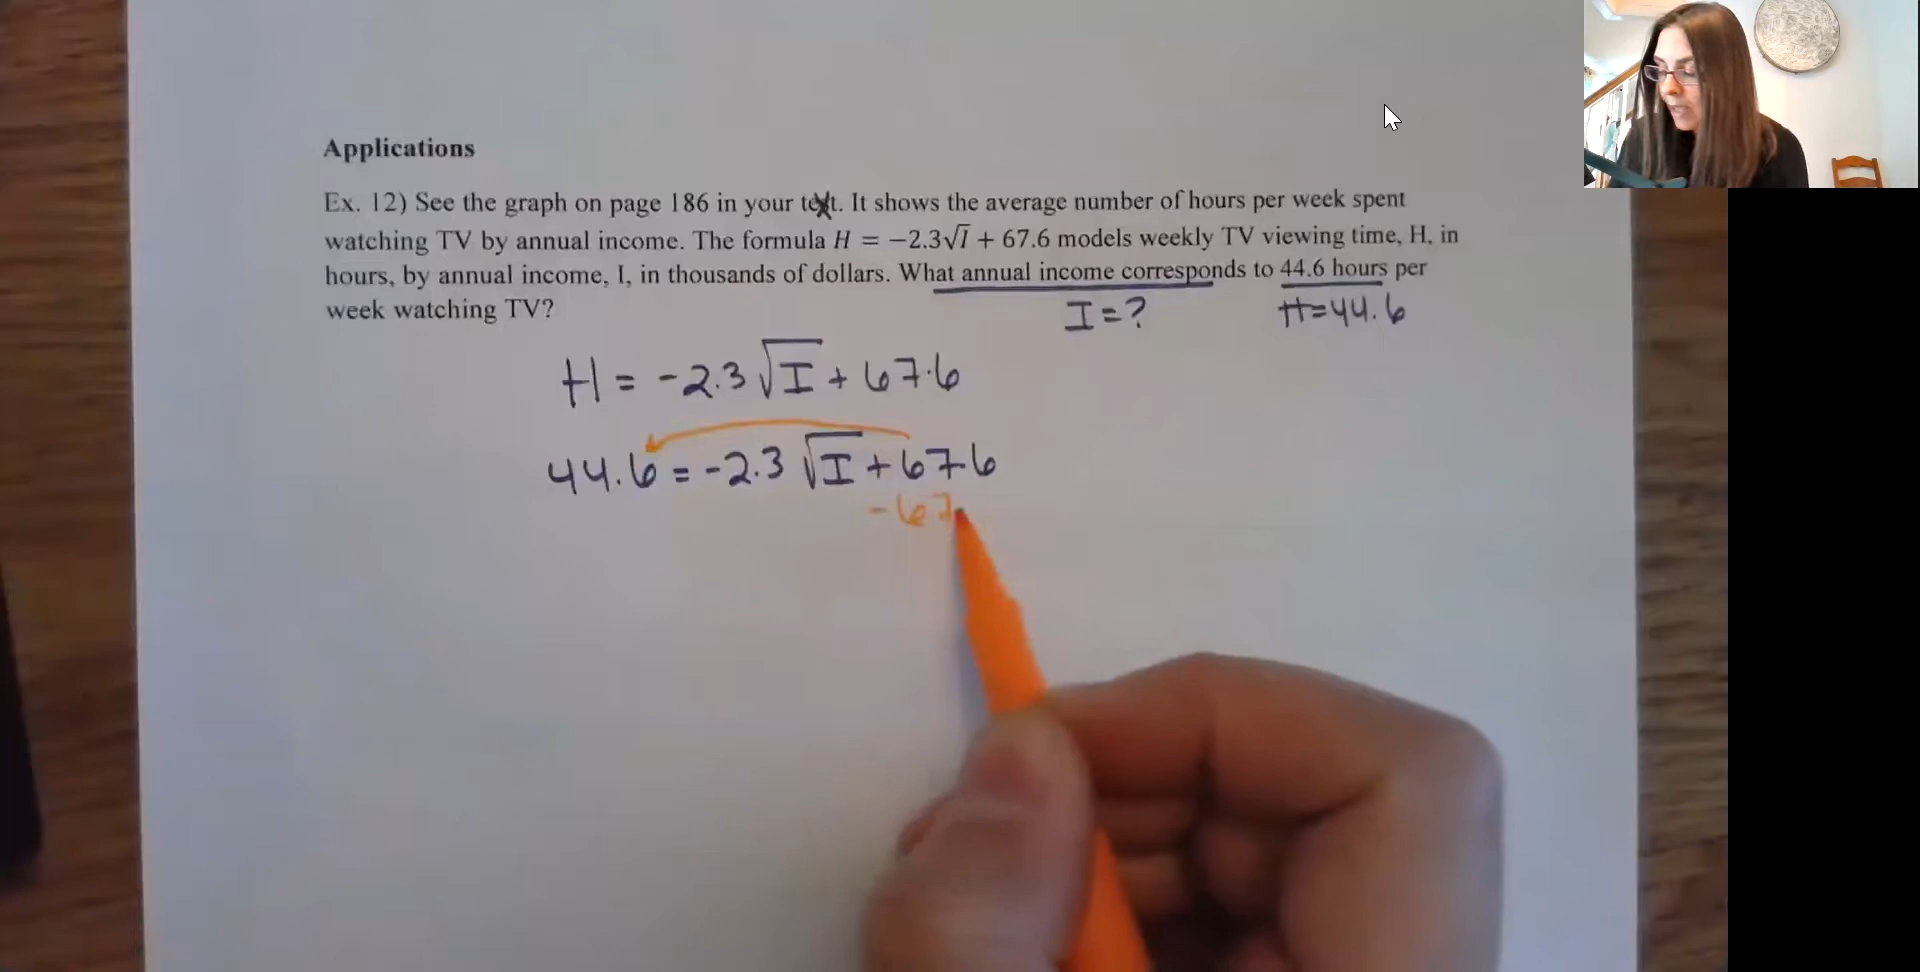 Applications
Ex. 12) See the graph on page 186 in your text. It shows the average number of hours per week spent
watching TV by annual income. The formula H = −2.3√I + 67.6 models weekly TV viewing time, H, in
hours, by annual income, I, in thousands of dollars. What annual income corresponds to 44.6 hours per
week watching TV?
I = ? H=44.6
H = -2.3√I + 67.6
44.6 = -2.3√I + 67.6
-67